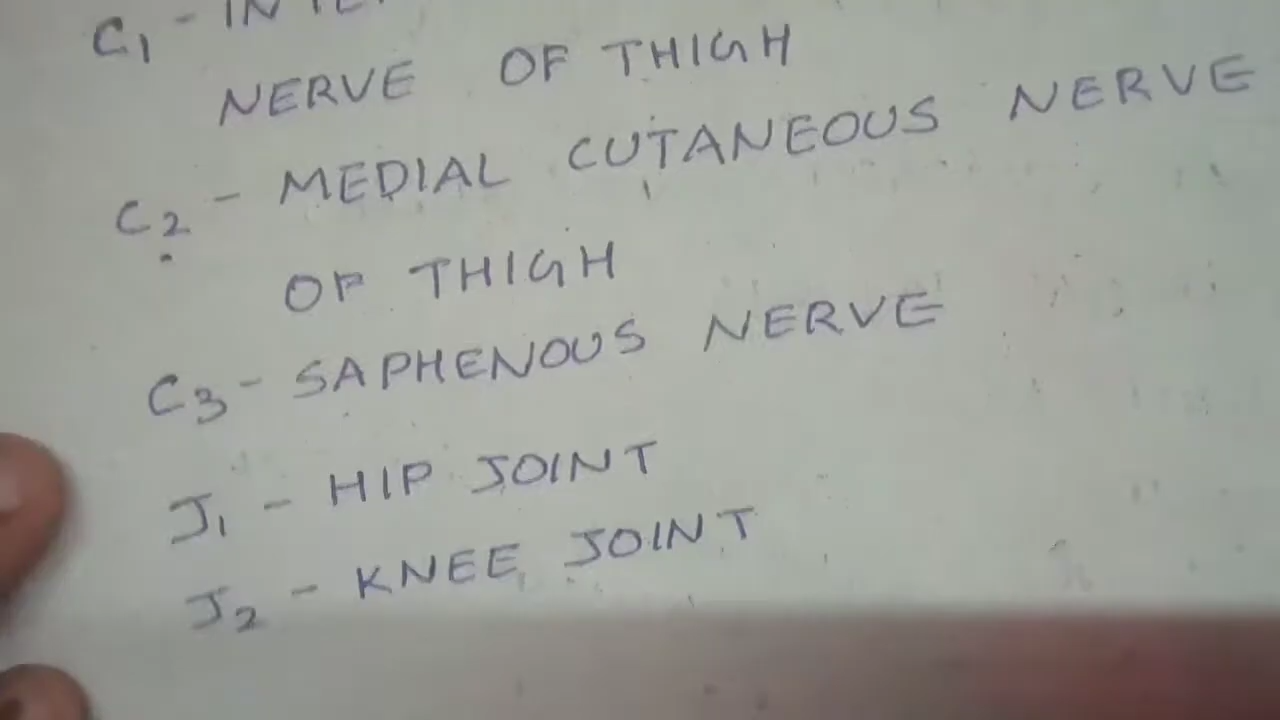 C1 -
NERVE OF THIGH
C2 - MEDIAL CUTANEOUS NERVE
OF THIGH
C3 - SAPHENOUS NERVE
J1 - HIP JOINT
J2 - KNEE JOINT